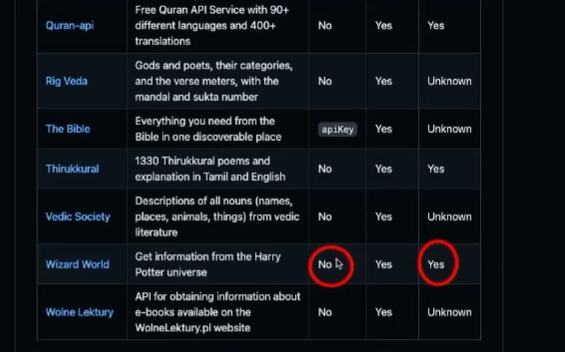 Quran-api
Free Quran API Service with 90+
different languages and 400+
translations
No
Yes
Yes
Rig Veda
Gods and poets, their categories,
and the verse meters, with the
mandal and sukta number
No
Yes
Unknown
The Bible
Everything you need from the
Bible in one discoverable place
apiKey
Yes
Unknown
Thirukkural
1330 Thirukkural poems and
explanation in Tamil and English
No
Yes
Yes
Vedic Society
Descriptions of all nouns (names,
places, animals, things) from vedic
literature
No
Yes
Unknown
Wizard World
Get information from the Harry
Potter universe
No
Yes
Yes
Wolne Lektury
API for obtaining information about
e-books available on the
WolneLektury.pl website
No
Yes
Unknown